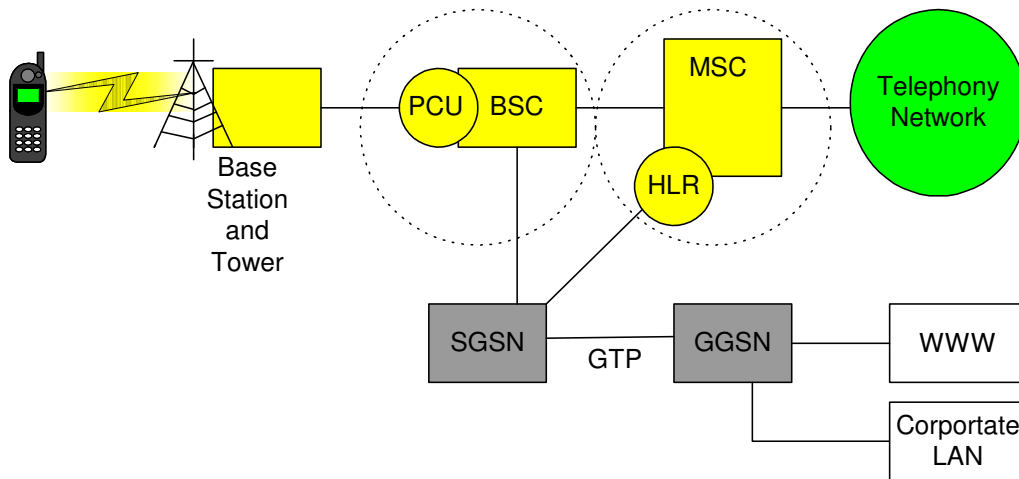 MSC
Telephony
Network
PCU
BSC
Base
Station
and
Tower
HLR
SGSN
GTP
GGSN
WWW
Corportate
LAN